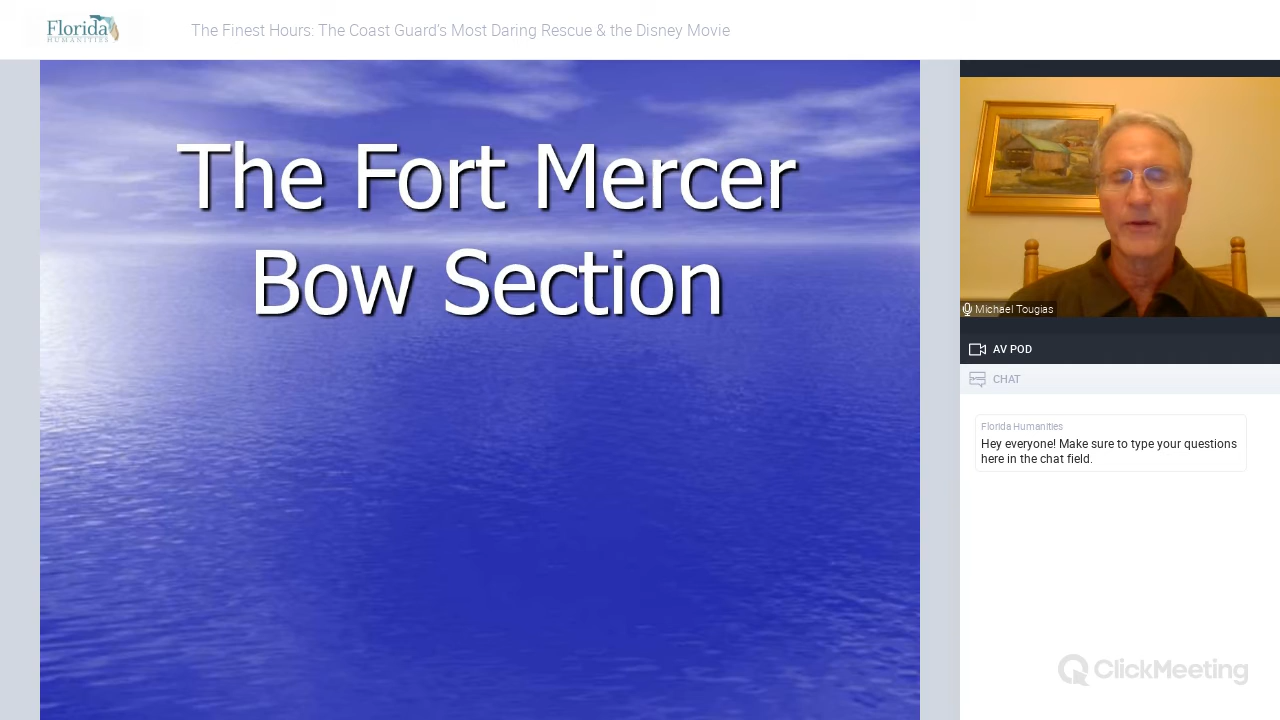 Florida
HUMANITIES
The Finest Hours: The Coast Guard's Most Daring Rescue & the Disney Movie
The Fort Mercer
Bow Section
Michael Tougias
AV POD
CHAT
Florida Humanities
Hey everyone! Make sure to type your questions
here in the chat field.
ClickMeeting